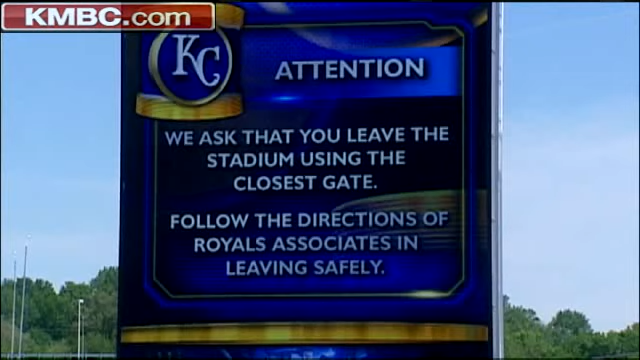 KMBC.com
KC
ATTENTION
WE ASK THAT YOU LEAVE THE
STADIUM USING THE
CLOSEST GATE.
FOLLOW THE DIRECTIONS OF
ROYALS ASSOCIATES IN
LEAVING SAFELY.